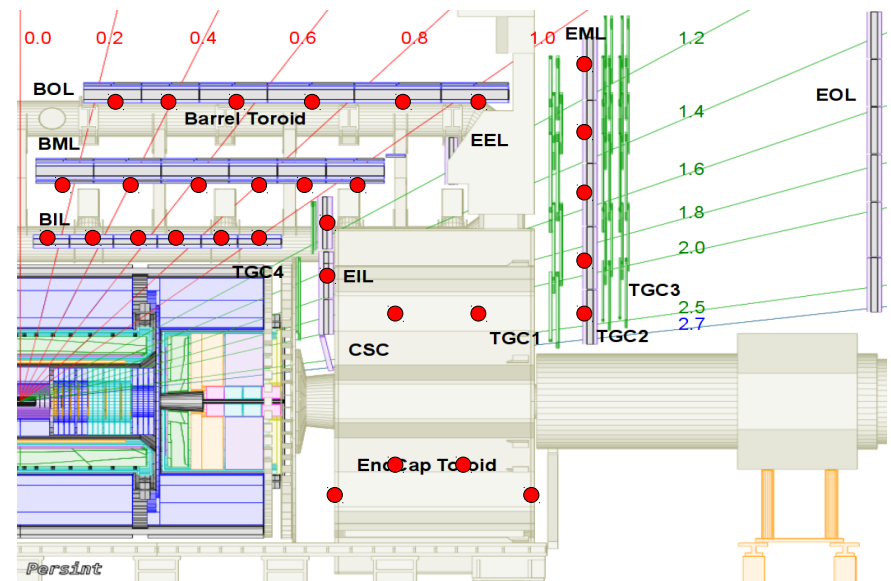 0.0 0.2 0.4 0.6 0.8 1.0 EML 1.2
BOL EOL
Barrel Toroid 1.4
BML EEL
1.6
BIL 1.8
2.0
TGC4 EIL TGC3
2.5
TGC1 TGC2 2.7
CSC
EndCap Toroid
Persint